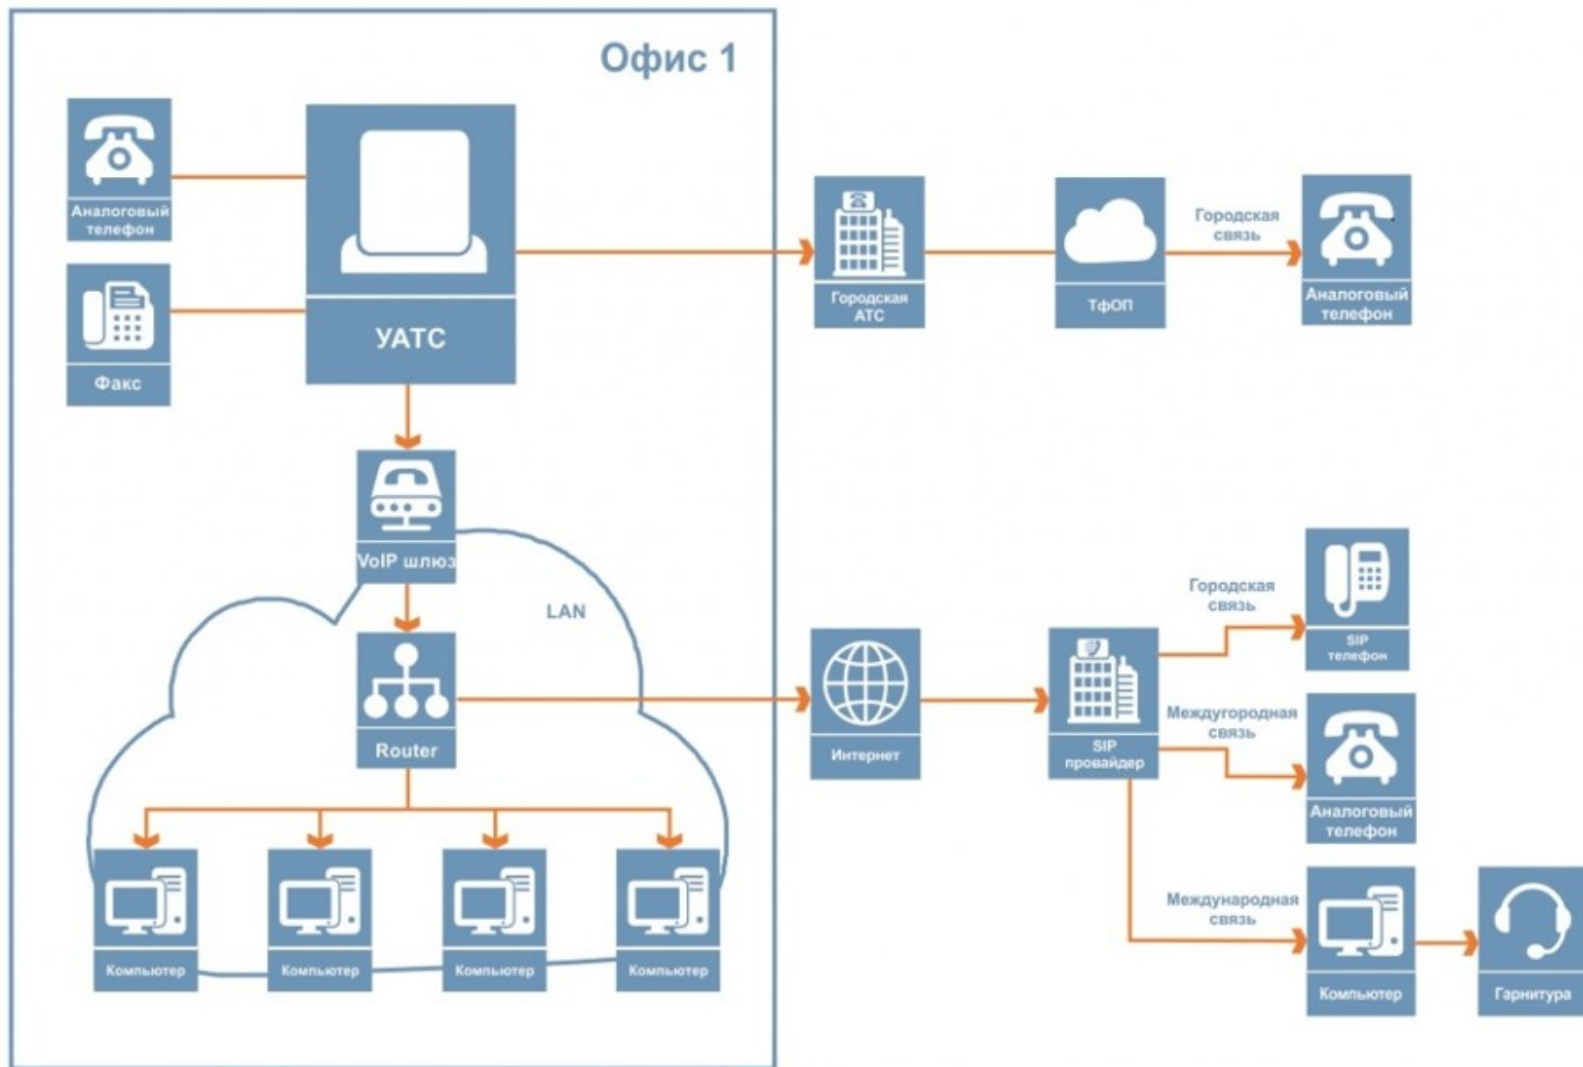 Офис 1
Аналоговый
телефон
Факс
УАТС
Городская
АТС
ТфОП
Городская
связь
Аналоговый
телефон
VoIP шлюз
LAN
Router
Интернет
SIP
провайдер
Городская
связь
SIP
телефон
Междугородная
связь
Аналоговый
телефон
Международная
связь
Компьютер
Гарнитура
Компьютер
Компьютер
Компьютер
Компьютер